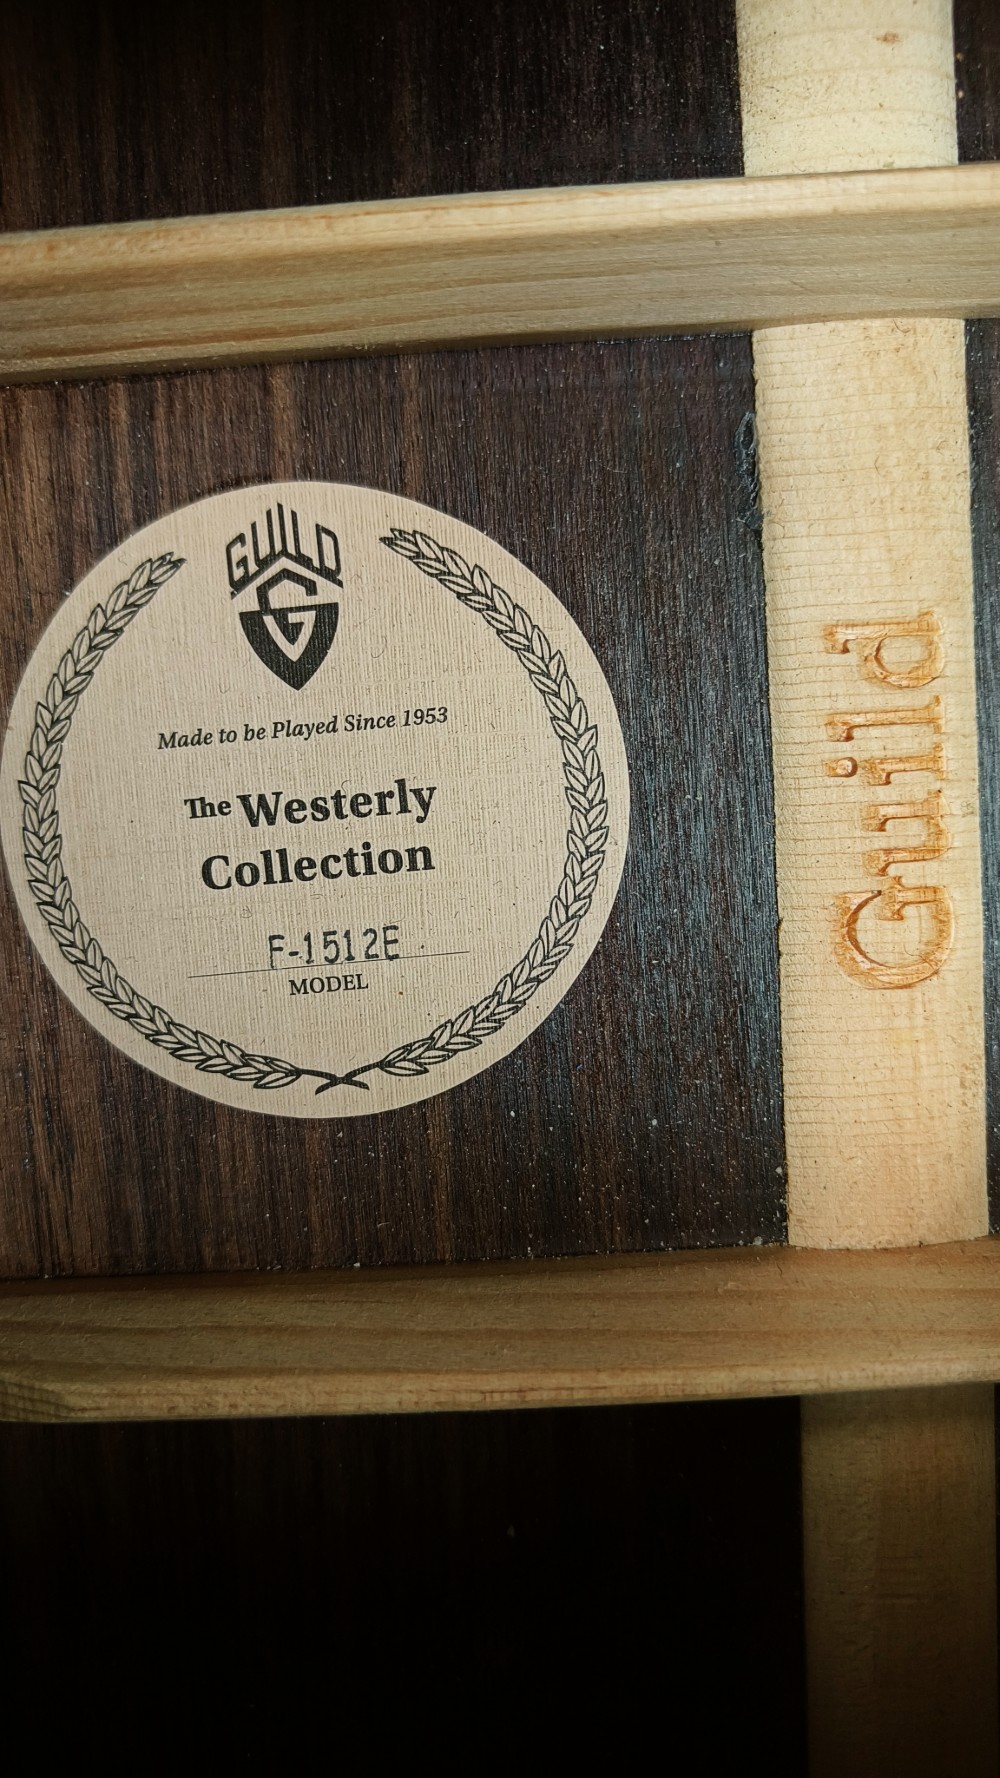 GUILD
G
Made to be Played Since 1953
The Westerly
Collection
F-1512E
MODEL
Guild